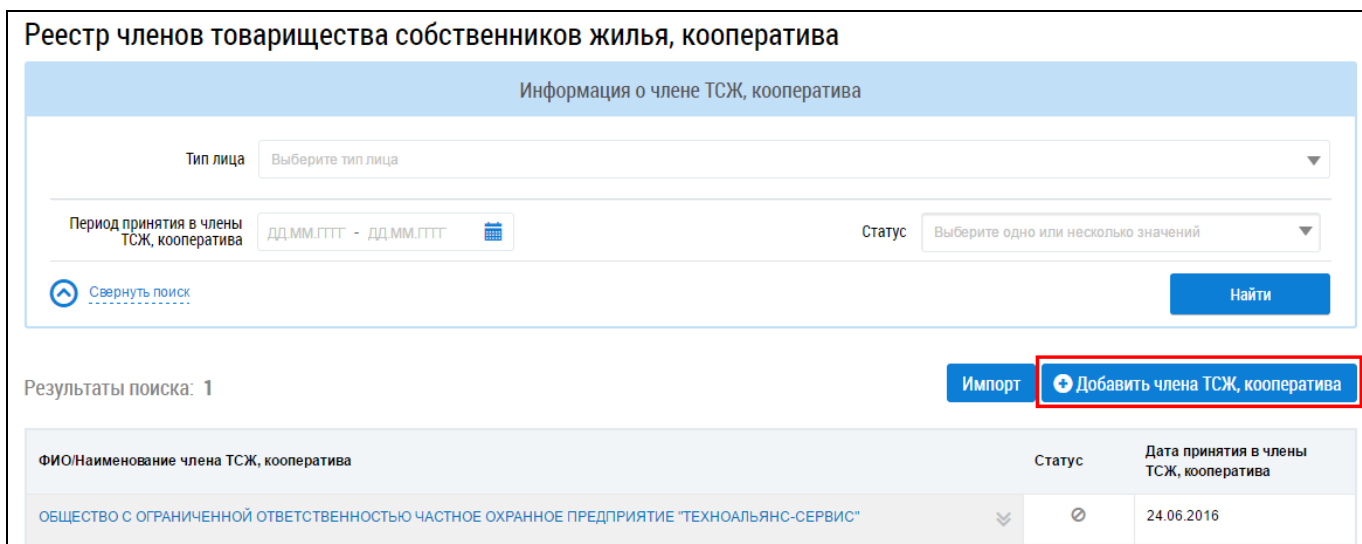 Реестр членов товарищества собственников жилья, кооператива
Информация о члене ТСЖ, кооператива
Тип лица
Выберите тип лица
Период принятия в члены
ТСЖ, кооператива
ДД.ММ.ГГГГ - ДД.ММ.ГГГГ
Статус
Выберите одно или несколько значений
Свернуть поиск
Найти
Результаты поиска: 1
Импорт
Добавить члена ТСЖ, кооператива
ФИО/Наименование члена ТСЖ, кооператива
Статус
Дата принятия в члены
ТСЖ, кооператива
ОБЩЕСТВО С ОГРАНИЧЕННОЙ ОТВЕТСТВЕННОСТЬЮ ЧАСТНОЕ ОХРАННОЕ ПРЕДПРИЯТИЕ "ТЕХНОАЛЬЯНС-СЕРВИС"
24.06.2016